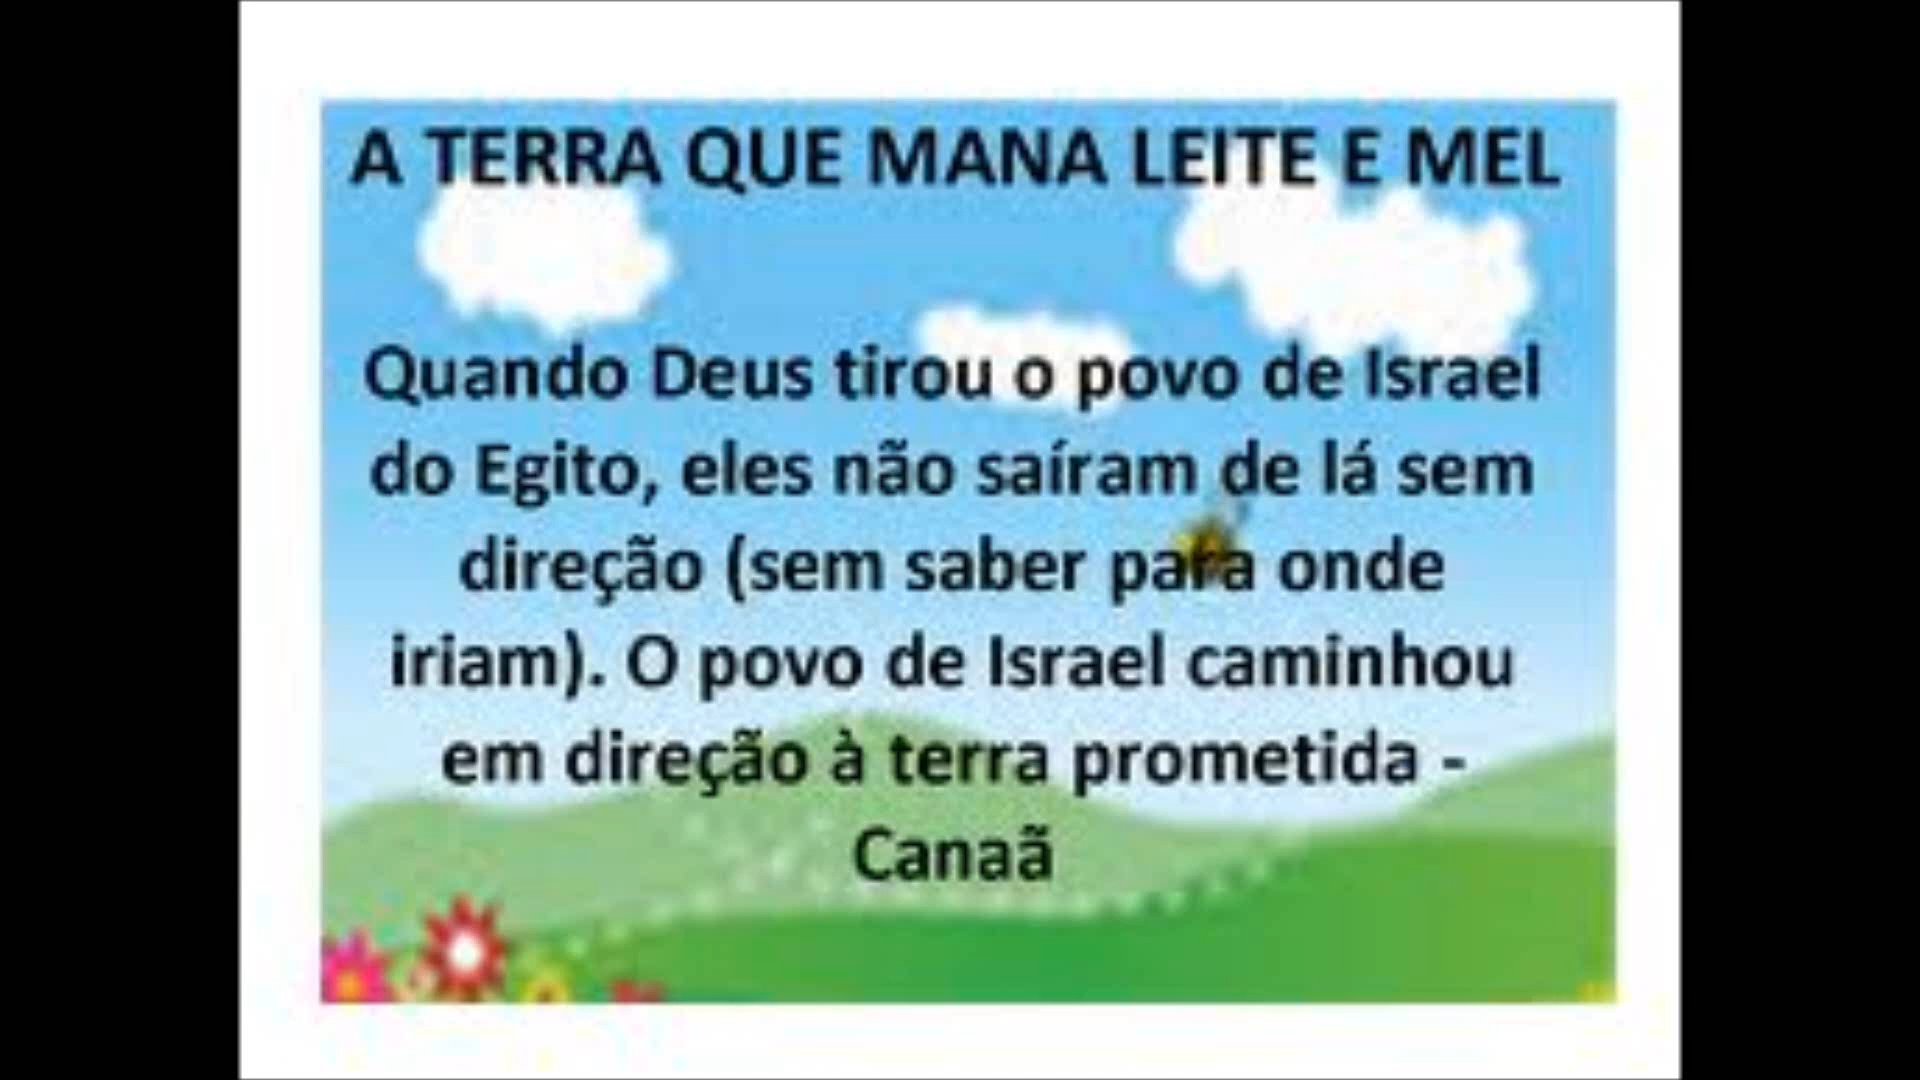 A TERRA QUE MANA LEITE E MEL
Quando Deus tirou o povo de Israel
do Egito, eles não saíram de lá sem
direção (sem saber para onde
iriam). O povo de Israel caminhou
em direção à terra prometida -
Canaã